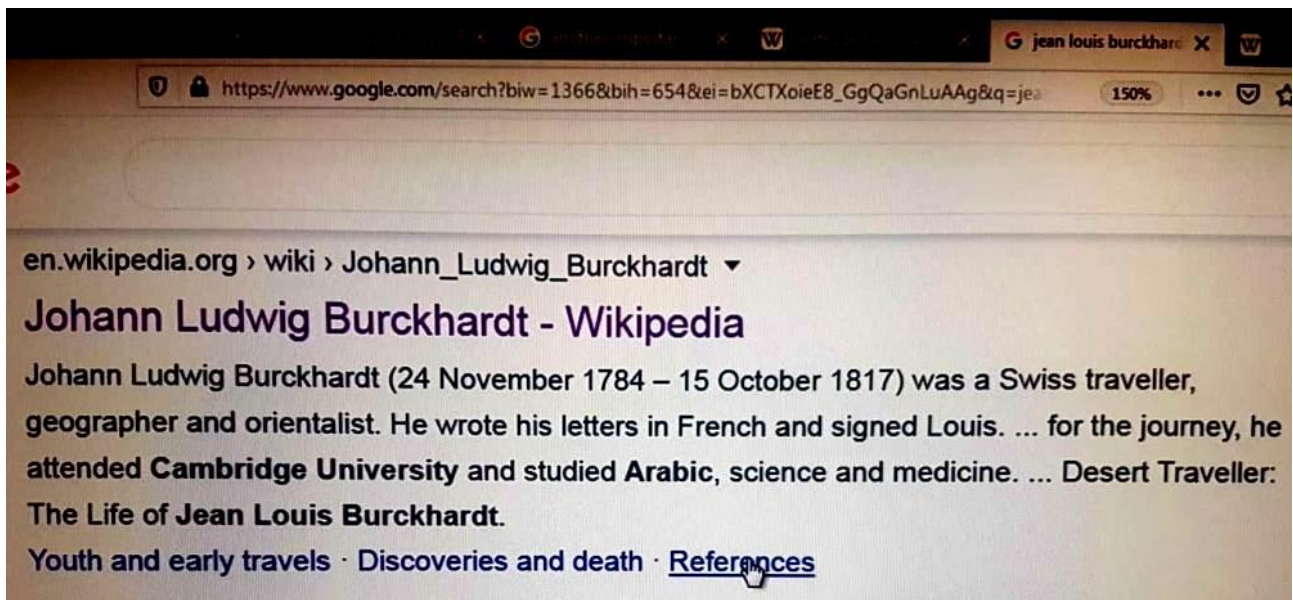 jean louis burckhar
https://www.google.com/search?biw=1366&bih=654&ei=bXCTXoieE8_GgQaGnLuAAg&q=jea 150%
e
en.wikipedia.org › wiki › Johann_Ludwig_Burckhardt
Johann Ludwig Burckhardt - Wikipedia
Johann Ludwig Burckhardt (24 November 1784 – 15 October 1817) was a Swiss traveller,
geographer and orientalist. He wrote his letters in French and signed Louis. ... for the journey, he
attended Cambridge University and studied Arabic, science and medicine. ... Desert Traveller:
The Life of Jean Louis Burckhardt.
Youth and early travels · Discoveries and death · References